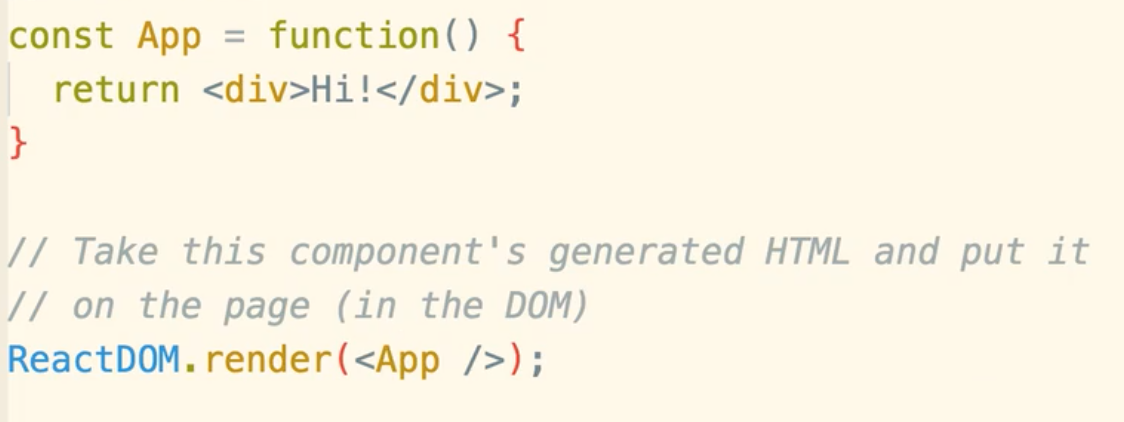 const App = function() {
  return <div>Hi!</div>;
}
// Take this component's generated HTML and put it
// on the page (in the DOM)
ReactDOM.render(<App />);